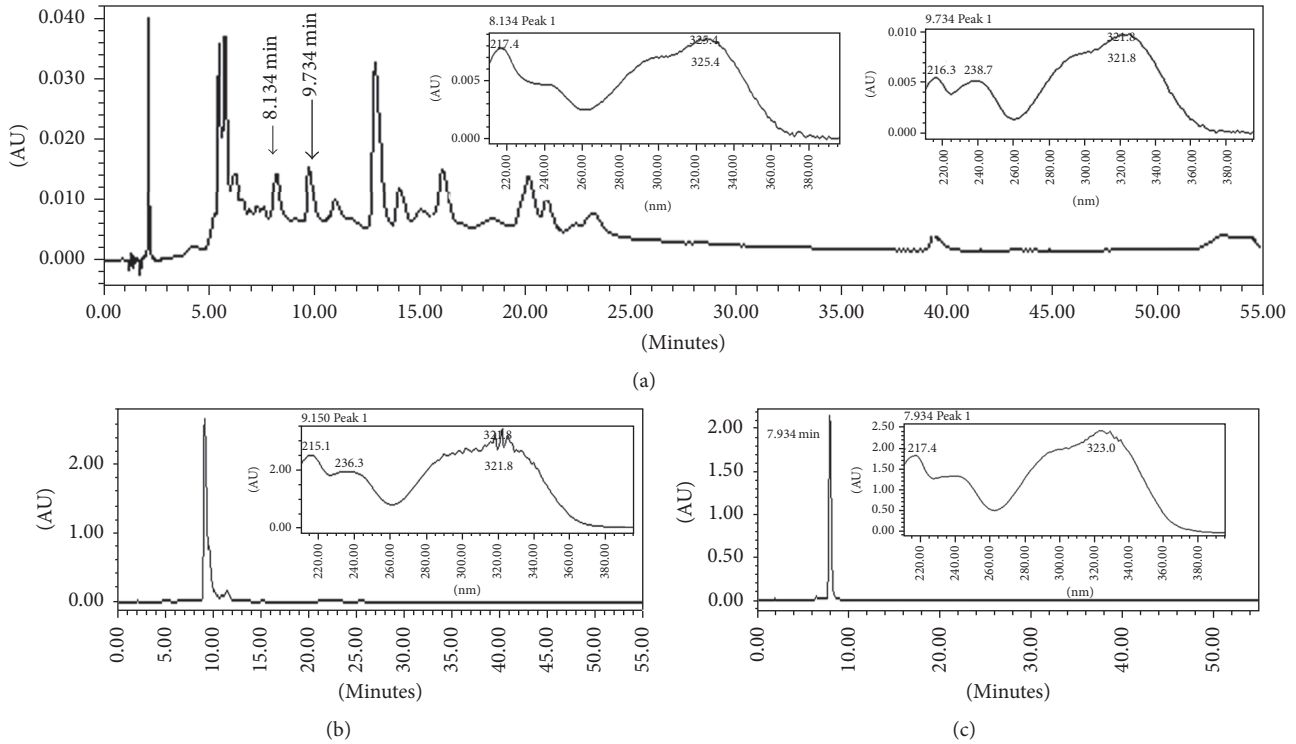 0.040
0.030
0.020
0.010
0.000
(AU)
8.134 min
9.734 min
8.134 Peak 1
217.4
325.4
325.4
0.005
0.000
(AU)
220.00 260.00 300.00 320.00 340.00 360.00 380.00
(nm)
9.734 Peak 1
0.010
0.005
0.000
(AU)
216.3 238.7
321.8
321.8
220.00 260.00 280.00 300.00 320.00 340.00 360.00 380.00
(nm)
0.00 5.00 10.00 15.00 20.00 25.00 30.00 35.00 40.00 45.00 50.00 55.00
(Minutes)
(a)
2.00
1.00
0.00
(AU)
9.150 Peak 1
215.1
236.3
321.8
321.8
2.00
0.00
(AU)
220.00 240.00 260.00 280.00 300.00 320.00 340.00 360.00 380.00
(nm)
0.00 5.00 10.00 15.00 20.00 25.00 30.00 35.00 40.00 45.00 50.00 55.00
(Minutes)
(b)
2.00
1.50
1.00
0.50
0.00
(AU)
7.934 min
7.934 Peak 1
2.50
2.00
1.50
1.00
0.50
0.00
(AU)
217.4
323.0
220.00 240.00 260.00 280.00 300.00 320.00 340.00 360.00 380.00
(nm)
0.00 10.00 20.00 30.00 40.00 50.00
(Minutes)
(c)